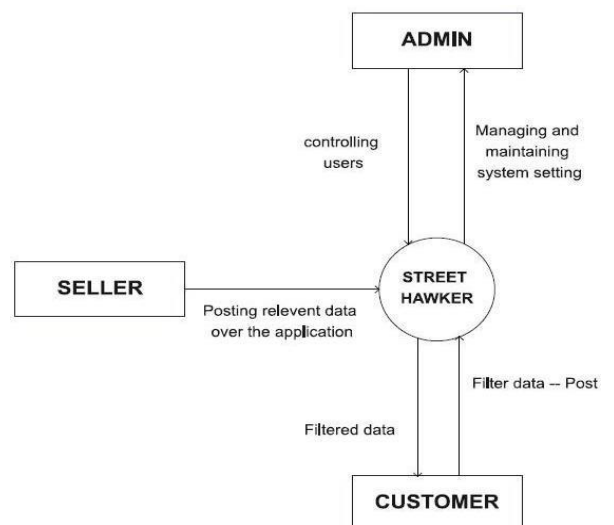 ADMIN
controlling
users
Managing and
maintaining
system setting
STREET
HAWKER
SELLER
Posting relevent data
over the application
Filter data -- Post
Filtered data
CUSTOMER